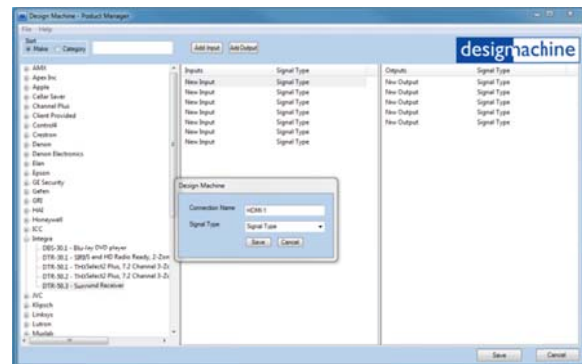 Design Machine - Product Manager
File - Help
Sort
Make Category
Add Input Add Output
designmachine
AMX
Apex Inc
Apple
Cellar Saver
Channel Plus
Client Provided
Control4
Crestron
Denon
Denon Electronics
Elan
Epson
GE Security
Gefen
GRI
HAI
Honeywell
ICC
Integra
DBS-30.1 - Blu-ray DVD player
DTR-30.1 - SIRIUS and HD Radio Ready, 2-Zon
DTR-30.2 - THXSelect2 Plus, 7.2 Channel 3-Zo
DTR-50.2 - THXSelect2 Plus, 7.2 Channel 3-Zo
DTR-50.3 - Surround Receiver
JVC
Klipsch
Linksys
Lutron
Muxlab
Inputs Signal Type
New Input Signal Type
New Input Signal Type
New Input Signal Type
New Input Signal Type
New Input Signal Type
New Input Signal Type
New Input Signal Type
Outputs Signal Type
New Output Signal Type
New Output Signal Type
New Output Signal Type
New Output Signal Type
New Output Signal Type
Design Machine
Connection Name HDMI-1
Signal Type Signal Type
Save Cancel
Save Cancel